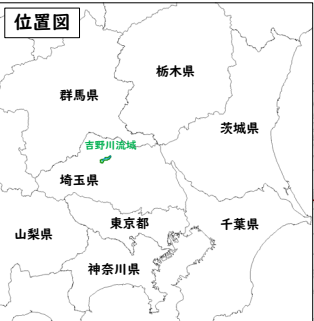 位置図
栃木県
群馬県
茨城県
吉野川流域
埼玉県
東京都
千葉県
山梨県
神奈川県